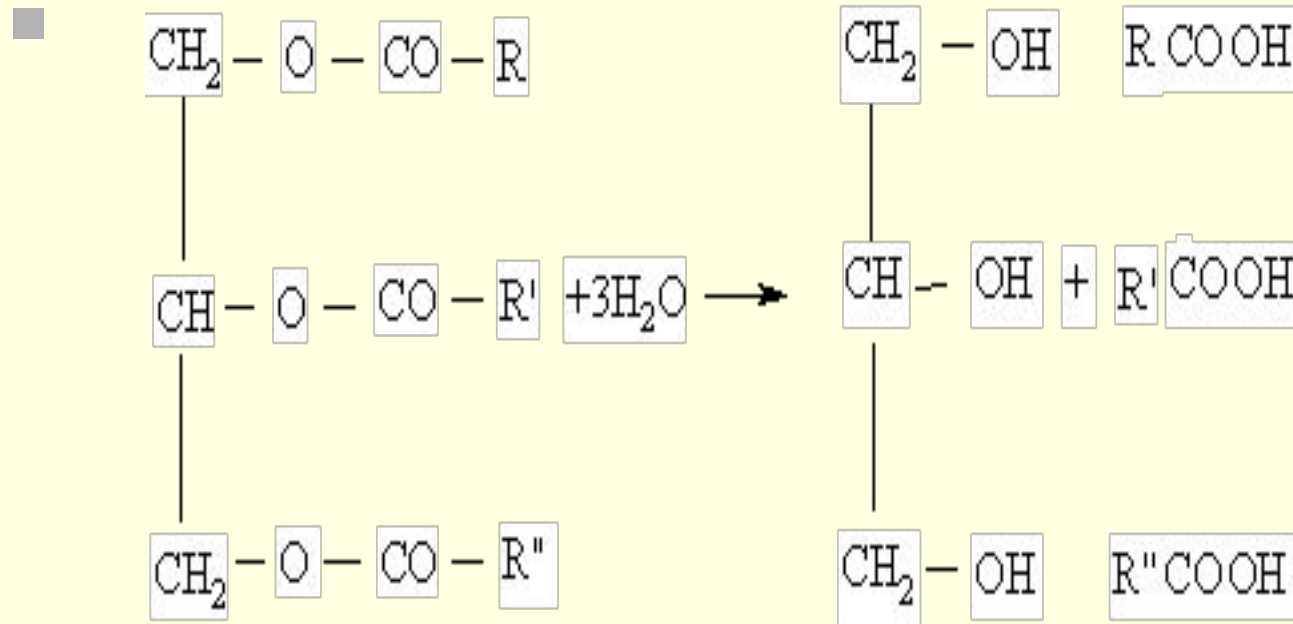 CH₂ – O – CO – R CH₂ – OH RCOOH
CH – O – CO – R' +3H₂O → CH – OH + R'COOH
CH₂ – O – CO – R" CH₂ – OH R"COOH